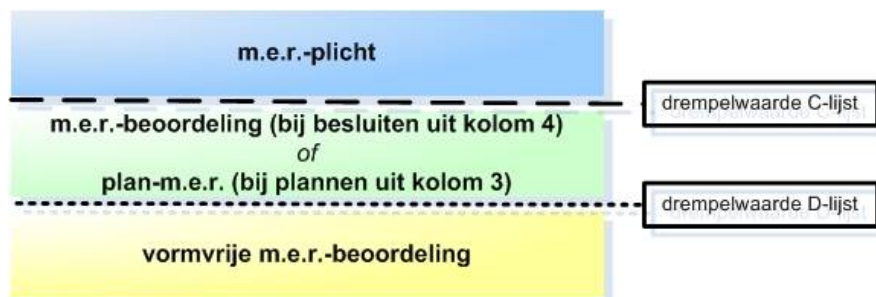 m.e.r.-plicht
drempelwaarde C-lijst
m.e.r.-beoordeling (bij besluiten uit kolom 4)
of
plan-m.e.r. (bij plannen uit kolom 3)
drempelwaarde D-lijst
vormvrije m.e.r.-beoordeling